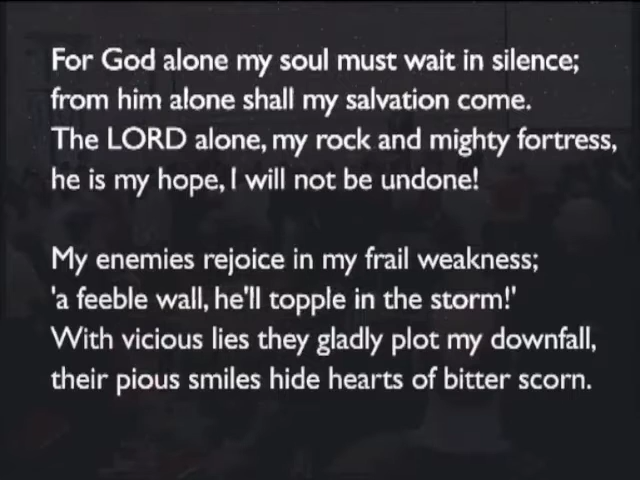 For God alone my soul must wait in silence;
from him alone shall my salvation come.
The LORD alone, my rock and mighty fortress,
he is my hope, I will not be undone!
My enemies rejoice in my frail weakness;
'a feeble wall, he'll topple in the storm!'
With vicious lies they gladly plot my downfall,
their pious smiles hide hearts of bitter scorn.